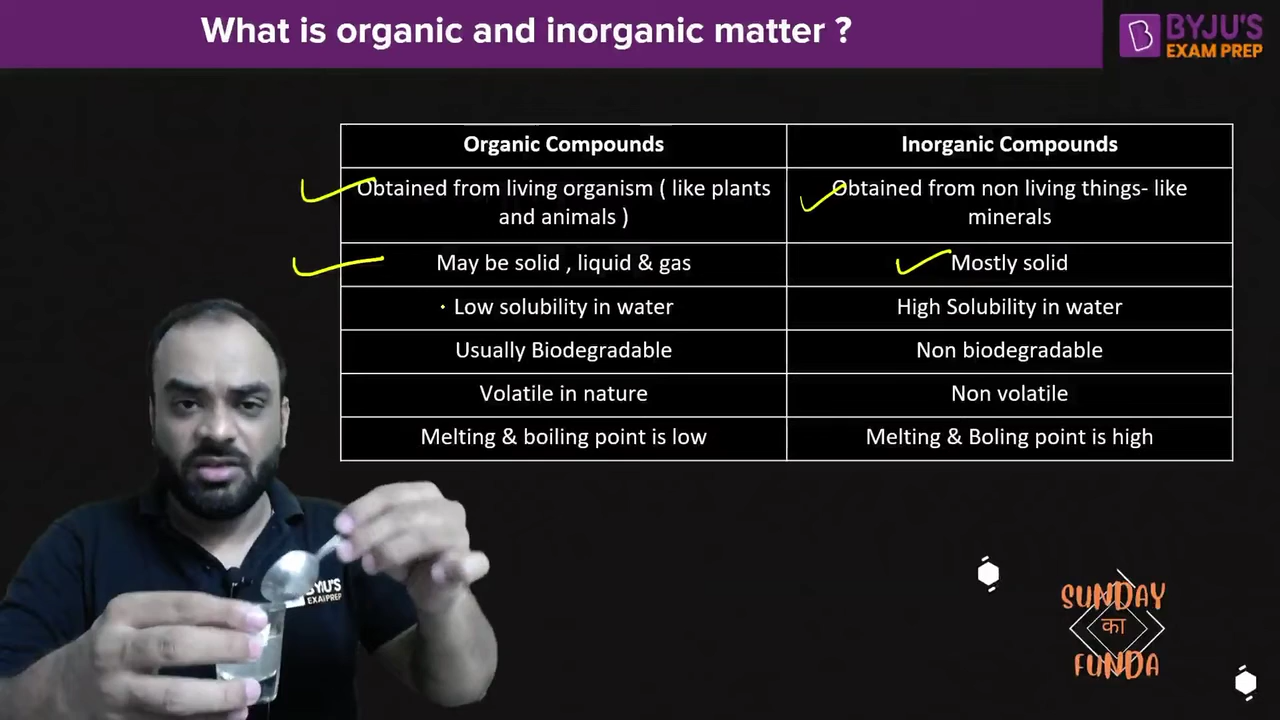 What is organic and inorganic matter ?
BYJU'S
EXAM PREP
Organic Compounds
Inorganic Compounds
Obtained from living organism ( like plants
and animals )
Obtained from non living things- like
minerals
May be solid , liquid & gas
Mostly solid
Low solubility in water
High Solubility in water
Usually Biodegradable
Non biodegradable
Volatile in nature
Non volatile
Melting & boiling point is low
Melting & Boling point is high
BYJU'S
EXAM PREP
SUNDAY
का
FUNDA